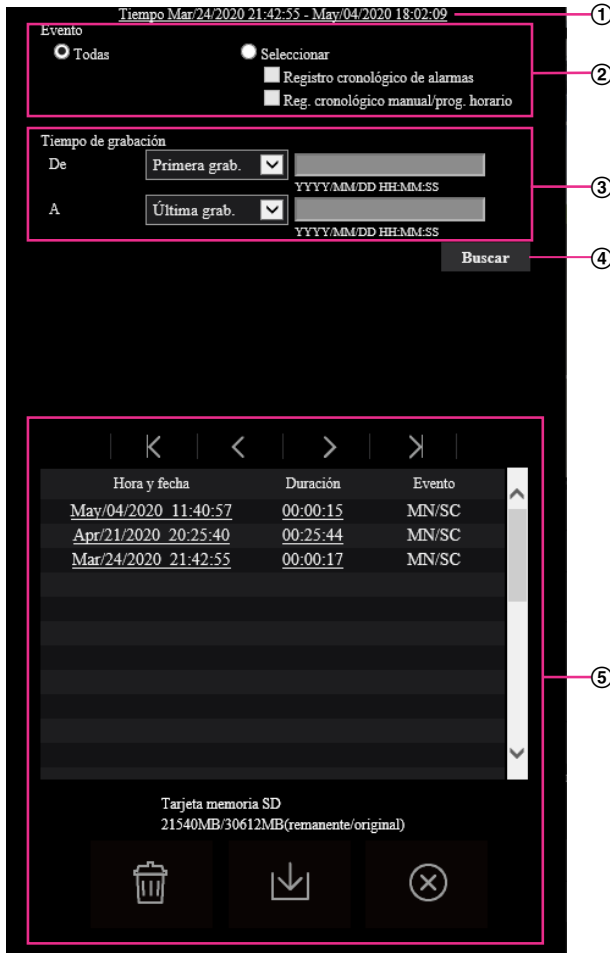 Tiempo Mar/24/2020 21:42:55 - May/04/2020 18:02:09 ①
Evento
Todas Seleccionar
②
Registro cronológico de alarmas
Reg. cronológico manual/prog. horario
Tiempo de grabación
De Primera grab.
YYYY/MM/DD HH:MM:SS ③
A Última grab.
YYYY/MM/DD HH:MM:SS
Buscar ④
Hora y fecha Duración Evento
May/04/2020 11:40:57 00:00:15 MN/SC
Apr/21/2020 20:25:40 00:25:44 MN/SC
Mar/24/2020 21:42:55 00:00:17 MN/SC
⑤
Tarjeta memoria SD
21540MB/30612MB(remanente/original)